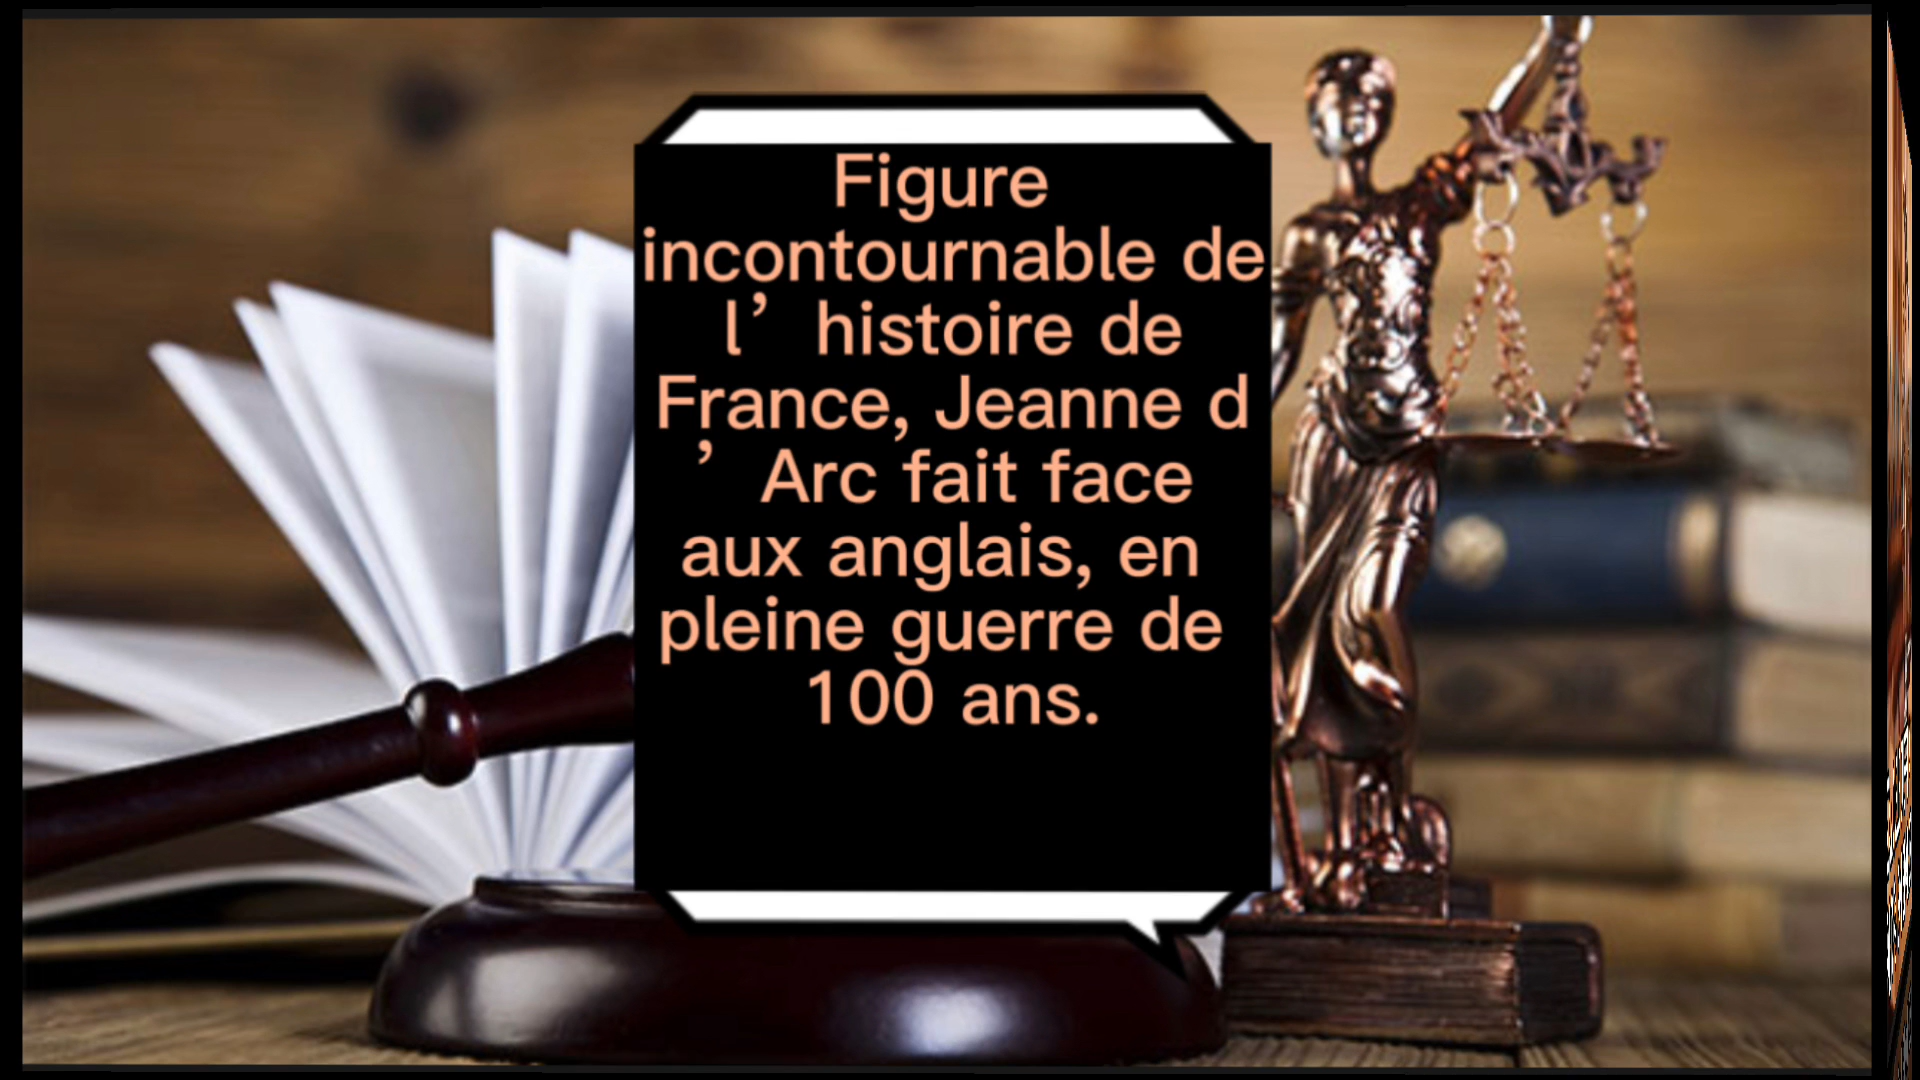 Figure
incontournable de
l’ histoire de
France, Jeanne d
’ Arc fait face
aux anglais, en
pleine guerre de
100 ans.